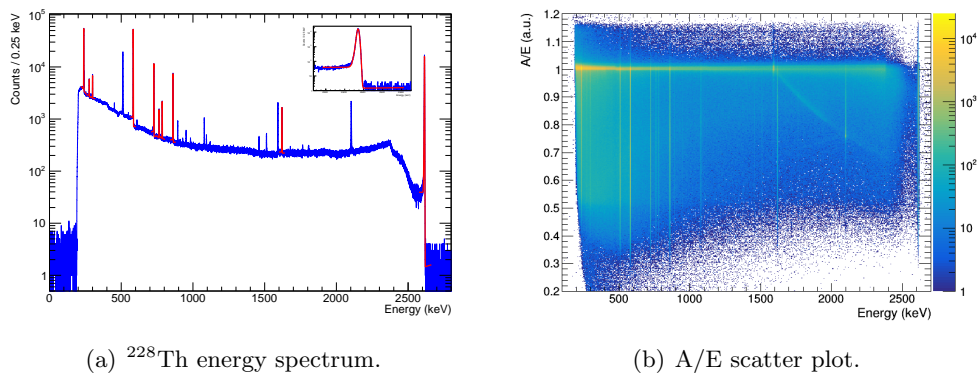 10⁵
10⁴
10³
10²
10
1
Counts / 0.25 keV
0 500 1000 1500 2000 2500
Energy (keV)
A/E (a.u.)
1.2
1.1
1.0
0.9
0.8
0.7
0.6
0.5
0.4
0.3
0.2
500 1000 1500 2000 2500
Energy (keV)
10⁴
10³
10²
10
1
(a) ²²⁸Th energy spectrum.
(b) A/E scatter plot.